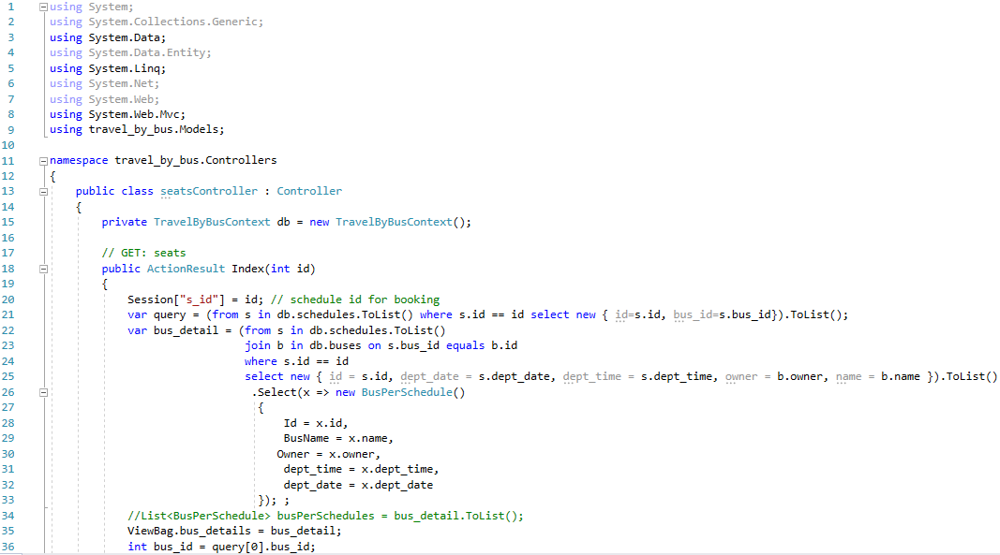 1 using System;
2 using System.Collections.Generic;
3 using System.Data;
4 using System.Data.Entity;
5 using System.Linq;
6 using System.Net;
7 using System.Web;
8 using System.Web.Mvc;
9 using travel_by_bus.Models;
10
11 namespace travel_by_bus.Controllers
12 {
13     public class seatsController : Controller
14     {
15         private TravelByBusContext db = new TravelByBusContext();
16
17         // GET: seats
18         public ActionResult Index(int id)
19         {
20             Session["s_id"] = id; // schedule id for booking
21             var query = (from s in db.schedules.ToList() where s.id == id select new { id=s.id, bus_id=s.bus_id}).ToList();
22             var bus_detail = (from s in db.schedules.ToList()
23                               join b in db.buses on s.bus_id equals b.id
24                               where s.id == id
25                               select new { id = s.id, dept_date = s.dept_date, dept_time = s.dept_time, owner = b.owner, name = b.name }).ToList()
26                                .Select(x => new BusPerSchedule()
27                                 {
28                                     Id = x.id,
29                                     BusName = x.name,
30                                    Owner = x.owner,
31                                     dept_time = x.dept_time,
32                                     dept_date = x.dept_date
33                                 }); ;
34             //List<BusPerSchedule> busPerSchedules = bus_detail.ToList();
35             ViewBag.bus_details = bus_detail;
36             int bus_id = query[0].bus_id;